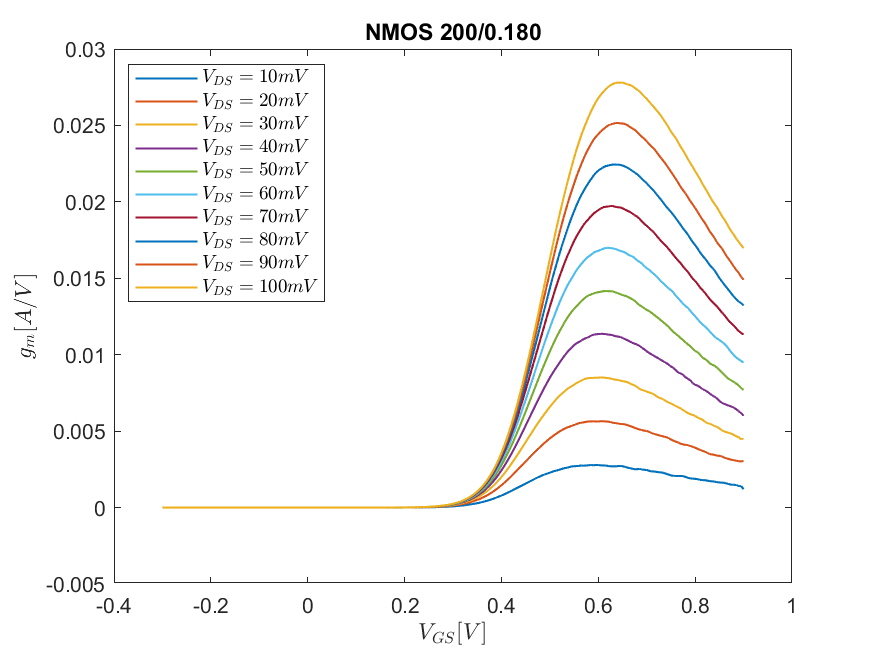 NMOS 200/0.180
0.03
0.025
0.02
0.015
0.01
0.005
0
-0.005
g_m[A/V]
V_DS = 10mV
V_DS = 20mV
V_DS = 30mV
V_DS = 40mV
V_DS = 50mV
V_DS = 60mV
V_DS = 70mV
V_DS = 80mV
V_DS = 90mV
V_DS = 100mV
-0.4 -0.2 0 0.2 0.4 0.6 0.8 1
V_GS[V]